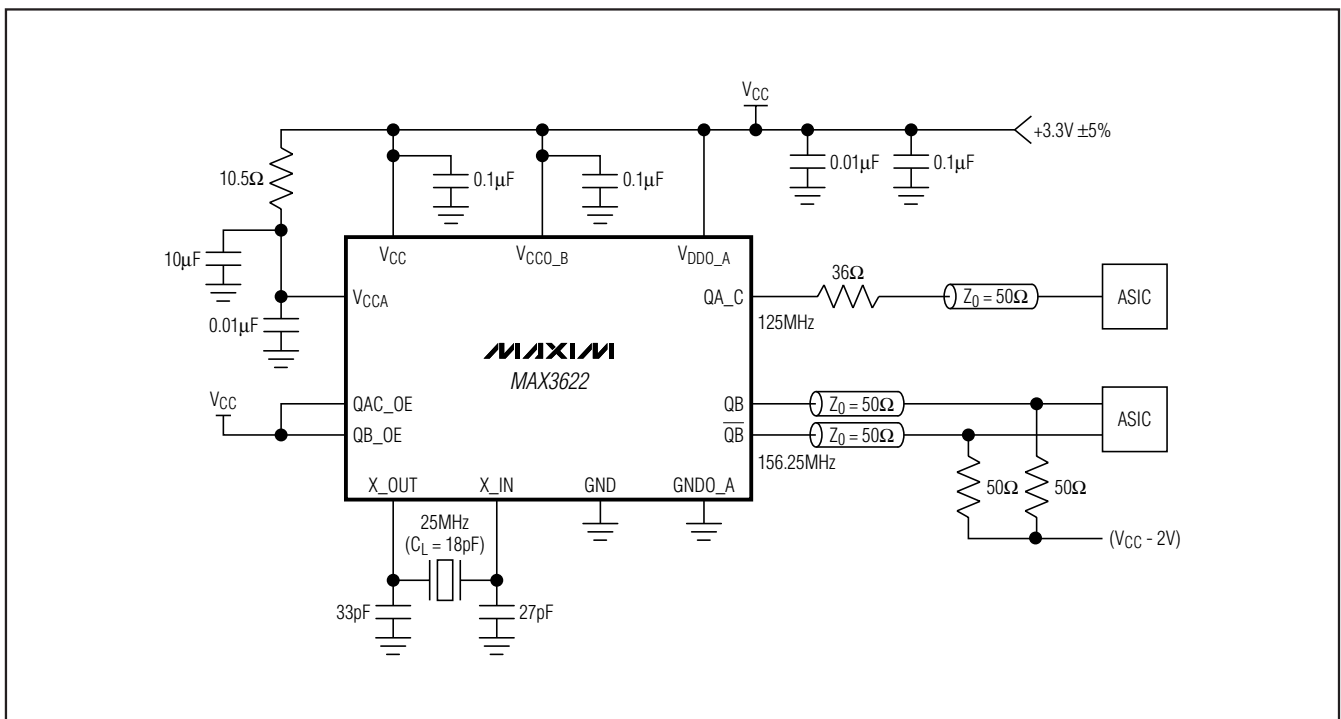 VCC
+3.3V ±5%
10.5Ω
0.1µF
0.1µF
0.01µF
0.1µF
10µF
VCC
VCCO_B
VDDO_A
VCCA
QA_C
36Ω
Z0 = 50Ω
ASIC
125MHz
0.01µF
MAXIM
MAX3622
VCC
QAC_OE
QB_OE
QB
Z0 = 50Ω
ASIC
QB
Z0 = 50Ω
156.25MHz
X_OUT
X_IN
GND
GNDO_A
50Ω
50Ω
25MHz
(CL = 18pF)
(VCC - 2V)
33pF
27pF